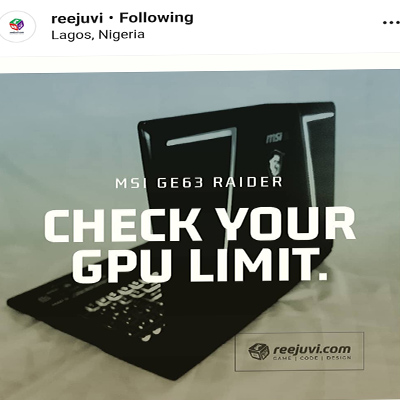 reejuvi • Following
Lagos, Nigeria
msi
MSI GE63 RAIDER
CHECK YOUR
GPU LIMIT.
reejuvi.com
GAME | CODE | DESIGN